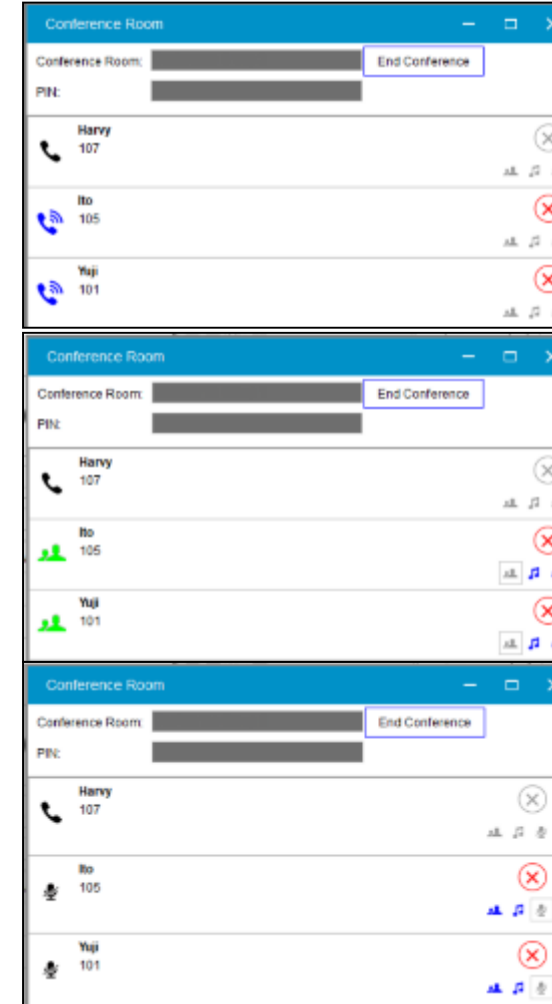 Conference Room
Conference Room: End Conference
PIN:
Harvy
107
Ito
105
Yuji
101
Conference Room
Conference Room: End Conference
PIN:
Harvy
107
Ito
105
Yuji
101
Conference Room
Conference Room: End Conference
PIN:
Harvy
107
Ito
105
Yuji
101